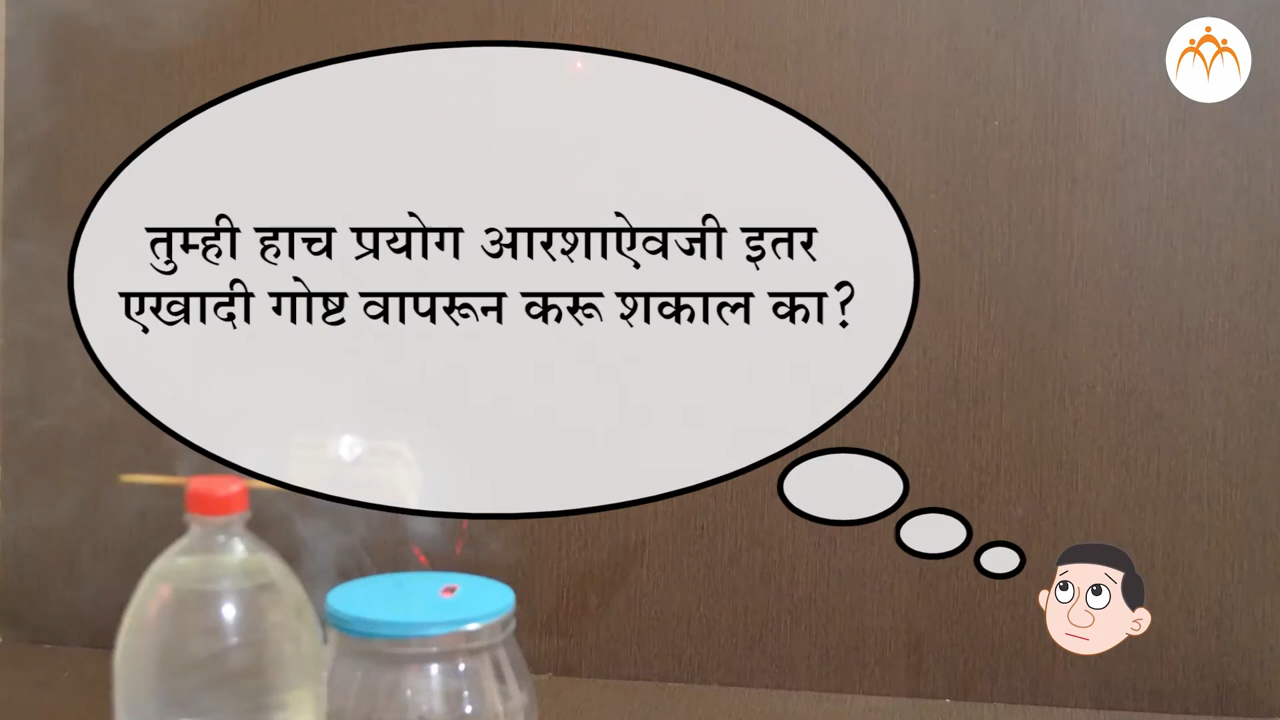 तुम्ही हाच प्रयोग आरशाऐवजी इतर
एखादी गोष्ट वापरून करू शकाल का?